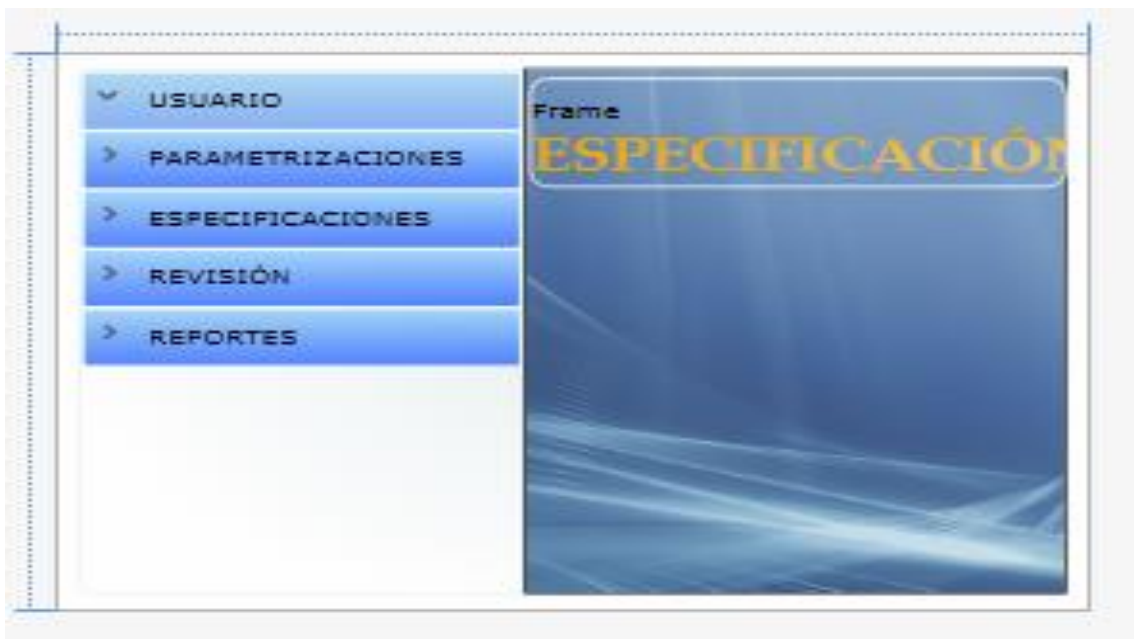 USUARIO
PARAMETRIZACIONES
ESPECIFICACIONES
REVISIÓN
REPORTES
Frame
ESPECIFICACIÓN